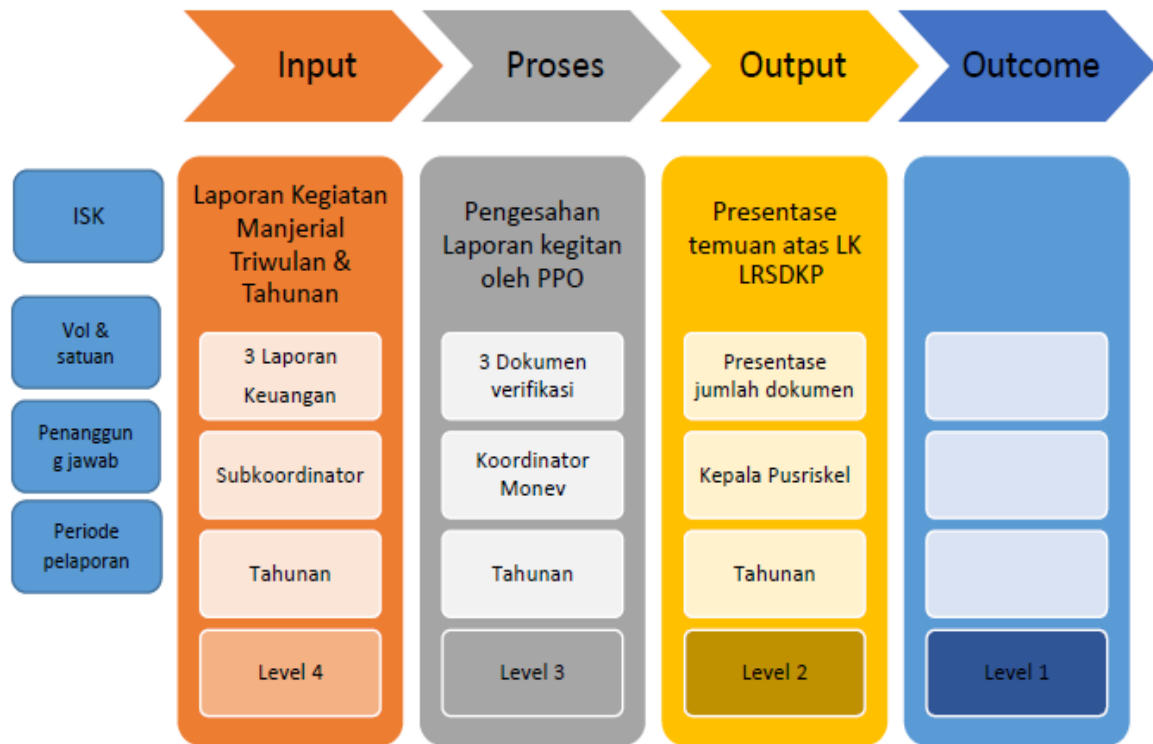 Input
Proses
Output
Outcome
ISK
Vol &
satuan
Penanggun
g jawab
Periode
pelaporan
Laporan Kegiatan
Manjerial
Triwulan &
Tahunan
3 Laporan
Keuangan
Subkoordinator
Tahunan
Level 4
Pengesahan
Laporan kegitan
oleh PPO
3 Dokumen
verifikasi
Koordinator
Monev
Tahunan
Level 3
Presentase
temuan atas LK
LRSDKP
Presentase
jumlah dokumen
Kepala Pusriskel
Tahunan
Level 2
Level 1